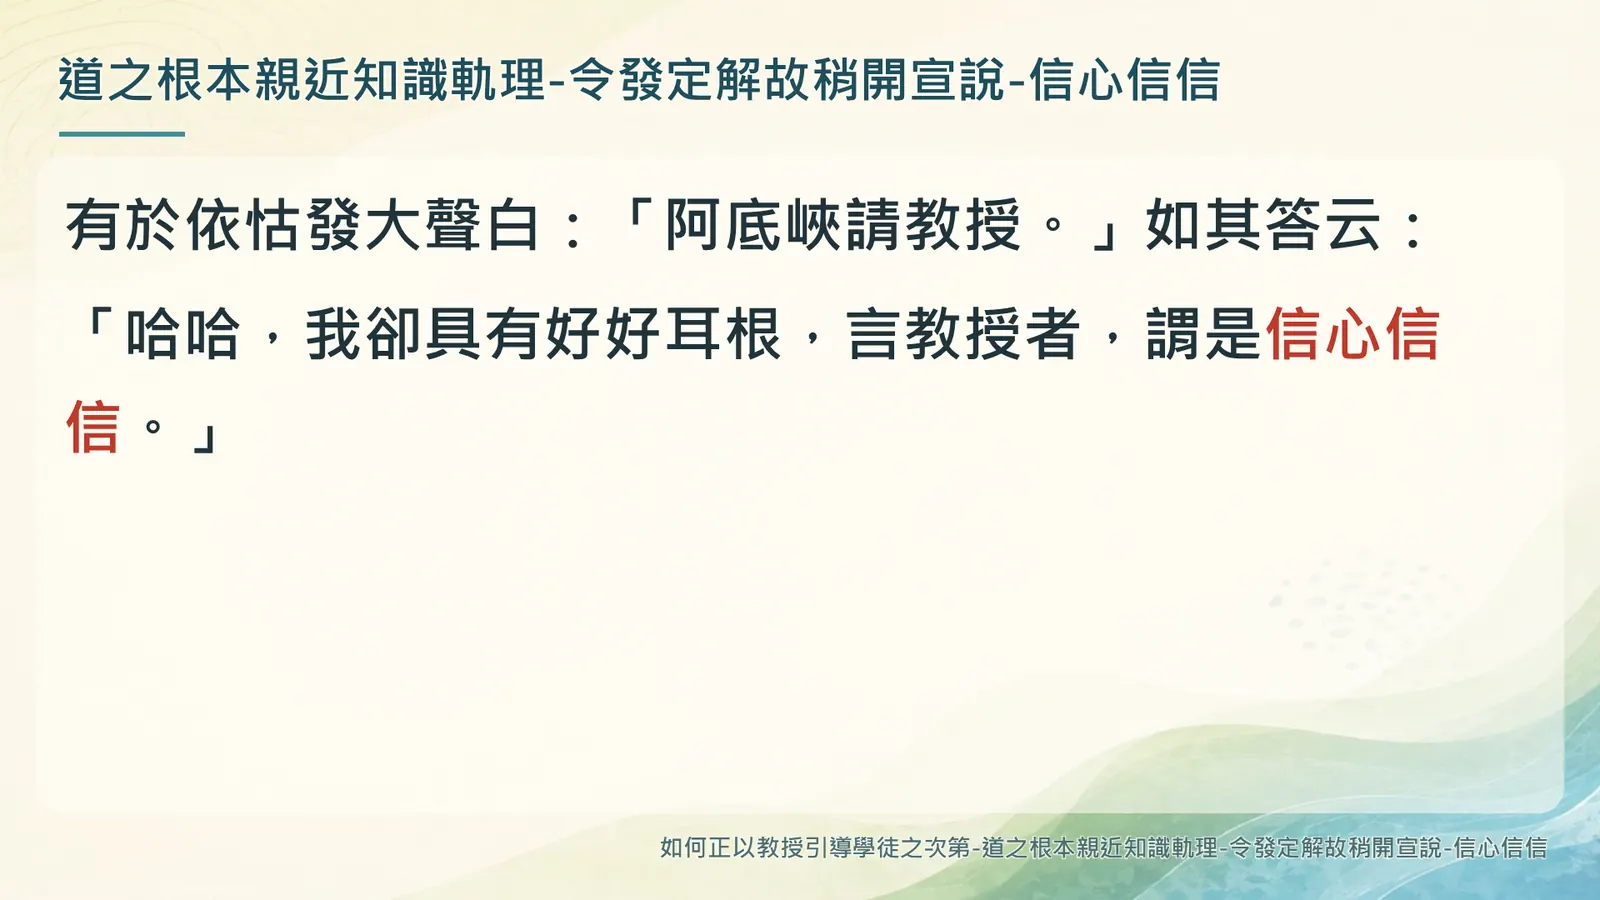 道之根本親近知識軌理-令發定解故稍開宣說-信心信信
有於依怙發大聲白：「阿底峽請教授。」如其答云：
「哈哈，我卻具有好好耳根，言教授者，謂是信心信
信。」
如何正以教授引導學徒之次第-道之根本親近知識軌理-令發定解故稍開宣說-信心信信